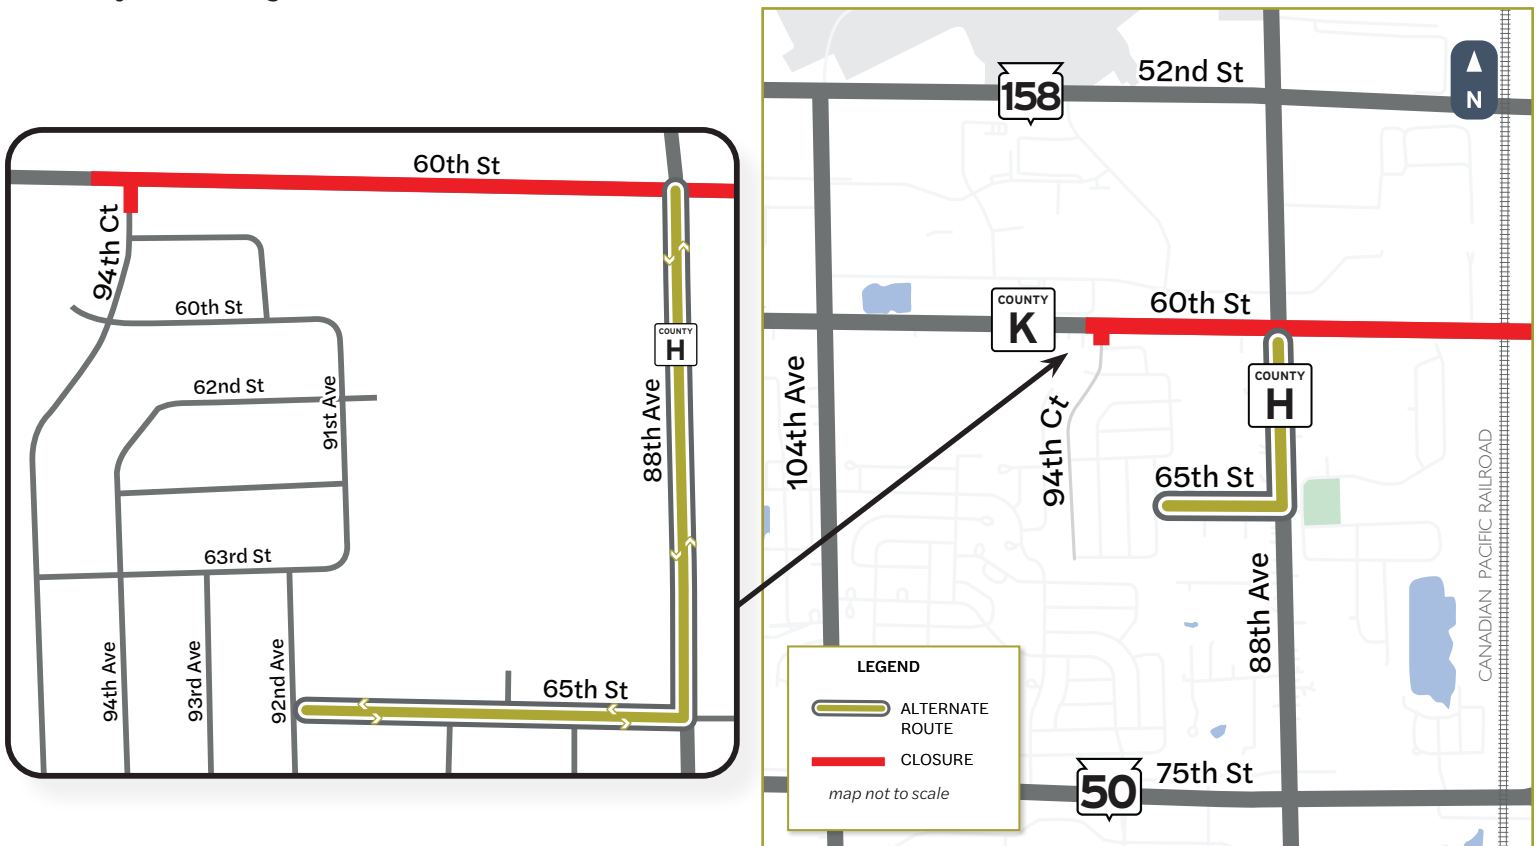 60th St
94th Ct
60th St
62nd St
91st Ave
COUNTY
H
88th Ave
63rd St
94th Ave
93rd Ave
92nd Ave
65th St
52nd St
158
N
COUNTY
K
60th St
104th Ave
94th Ct
COUNTY
H
65th St
88th Ave
CANADIAN PACIFIC RAILROAD
LEGEND
ALTERNATE
ROUTE
CLOSURE
map not to scale
50
75th St